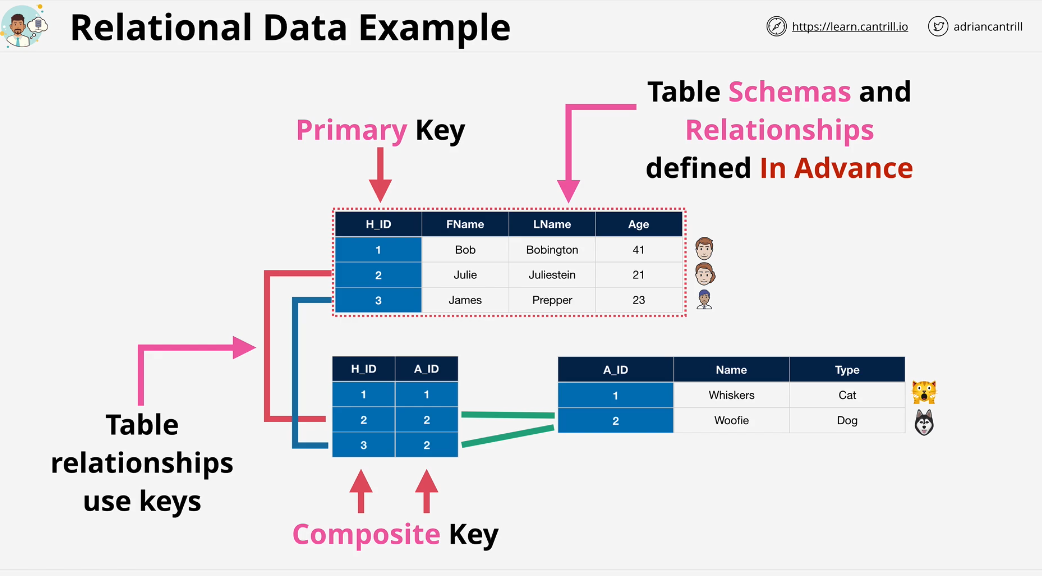 Relational Data Example
https://learn.cantrill.io
adriancantrill
Table Schemas and
Relationships
defined In Advance
Primary Key
H_ID FName LName Age
1 Bob Bobington 41
2 Julie Juliestein 21
3 James Prepper 23
H_ID A_ID
1 1
2 2
3 2
A_ID Name Type
1 Whiskers Cat
2 Woofie Dog
Table
relationships
use keys
Composite Key